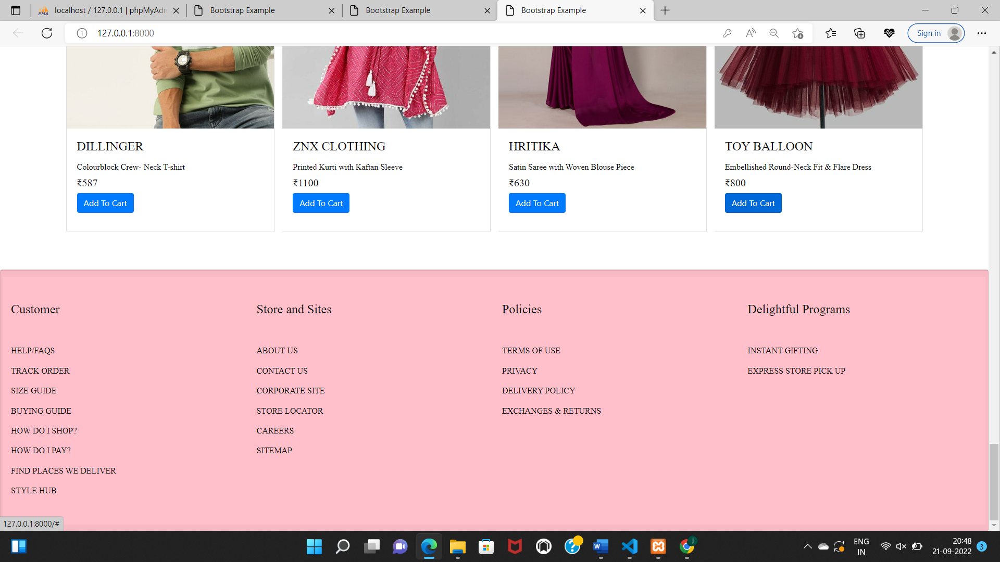 localhost / 127.0.0.1 | phpMyAdn
Bootstrap Example
Bootstrap Example
Bootstrap Example
127.0.0.1:8000
Sign in
DILLINGER
Colourblock Crew- Neck T-shirt
₹587
Add To Cart
ZNX CLOTHING
Printed Kurti with Kaftan Sleeve
₹1100
Add To Cart
HRITIKA
Satin Saree with Woven Blouse Piece
₹630
Add To Cart
TOY BALLOON
Embellished Round-Neck Fit & Flare Dress
₹800
Add To Cart
Customer
HELP/FAQS
TRACK ORDER
SIZE GUIDE
BUYING GUIDE
HOW DO I SHOP?
HOW DO I PAY?
FIND PLACES WE DELIVER
STYLE HUB
Store and Sites
ABOUT US
CONTACT US
CORPORATE SITE
STORE LOCATOR
CAREERS
SITEMAP
Policies
TERMS OF USE
PRIVACY
DELIVERY POLICY
EXCHANGES & RETURNS
Delightful Programs
INSTANT GIFTING
EXPRESS STORE PICK UP
127.0.0.1:8000/#
ENG
IN
20:48
21-09-2022
3